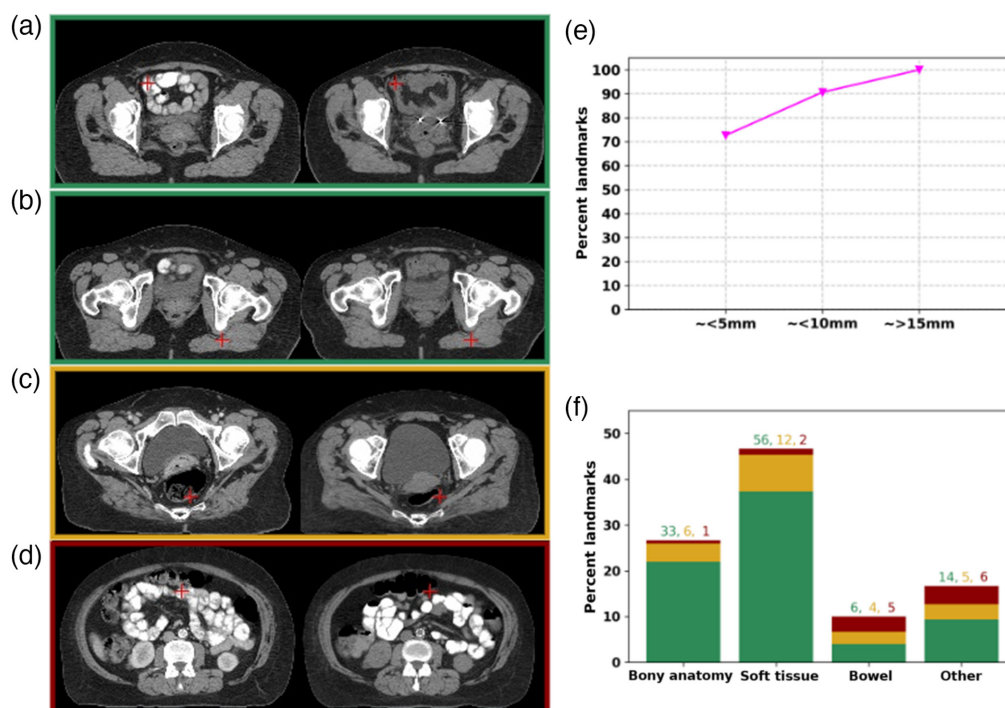 (a)
(b)
(c)
(d)
(e)
100
90
80
70
60
50
40
30
20
10
0
Percent landmarks
~<5mm ~<10mm ~>15mm
(f)
50
40
30
20
10
0
Percent landmarks
33, 6, 1
56, 12, 2
6, 4, 5
14, 5, 6
Bony anatomy Soft tissue Bowel Other